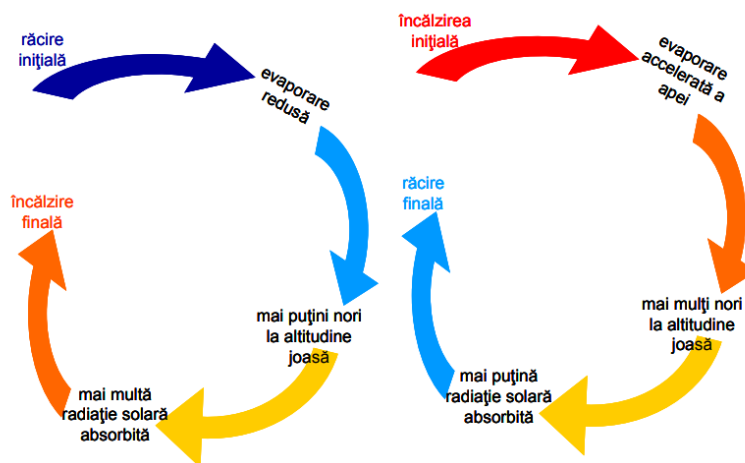 răcire
iniţială
evaporare
redusă
mai puţini nori
la altitudine
joasă
mai multă
radiaţie solară
absorbită
încălzire
finală
încălzirea
iniţială
evaporare
accelerată a
apei
mai mulţi nori
la altitudine
joasă
mai puţină
radiaţie solară
absorbită
răcire
finală